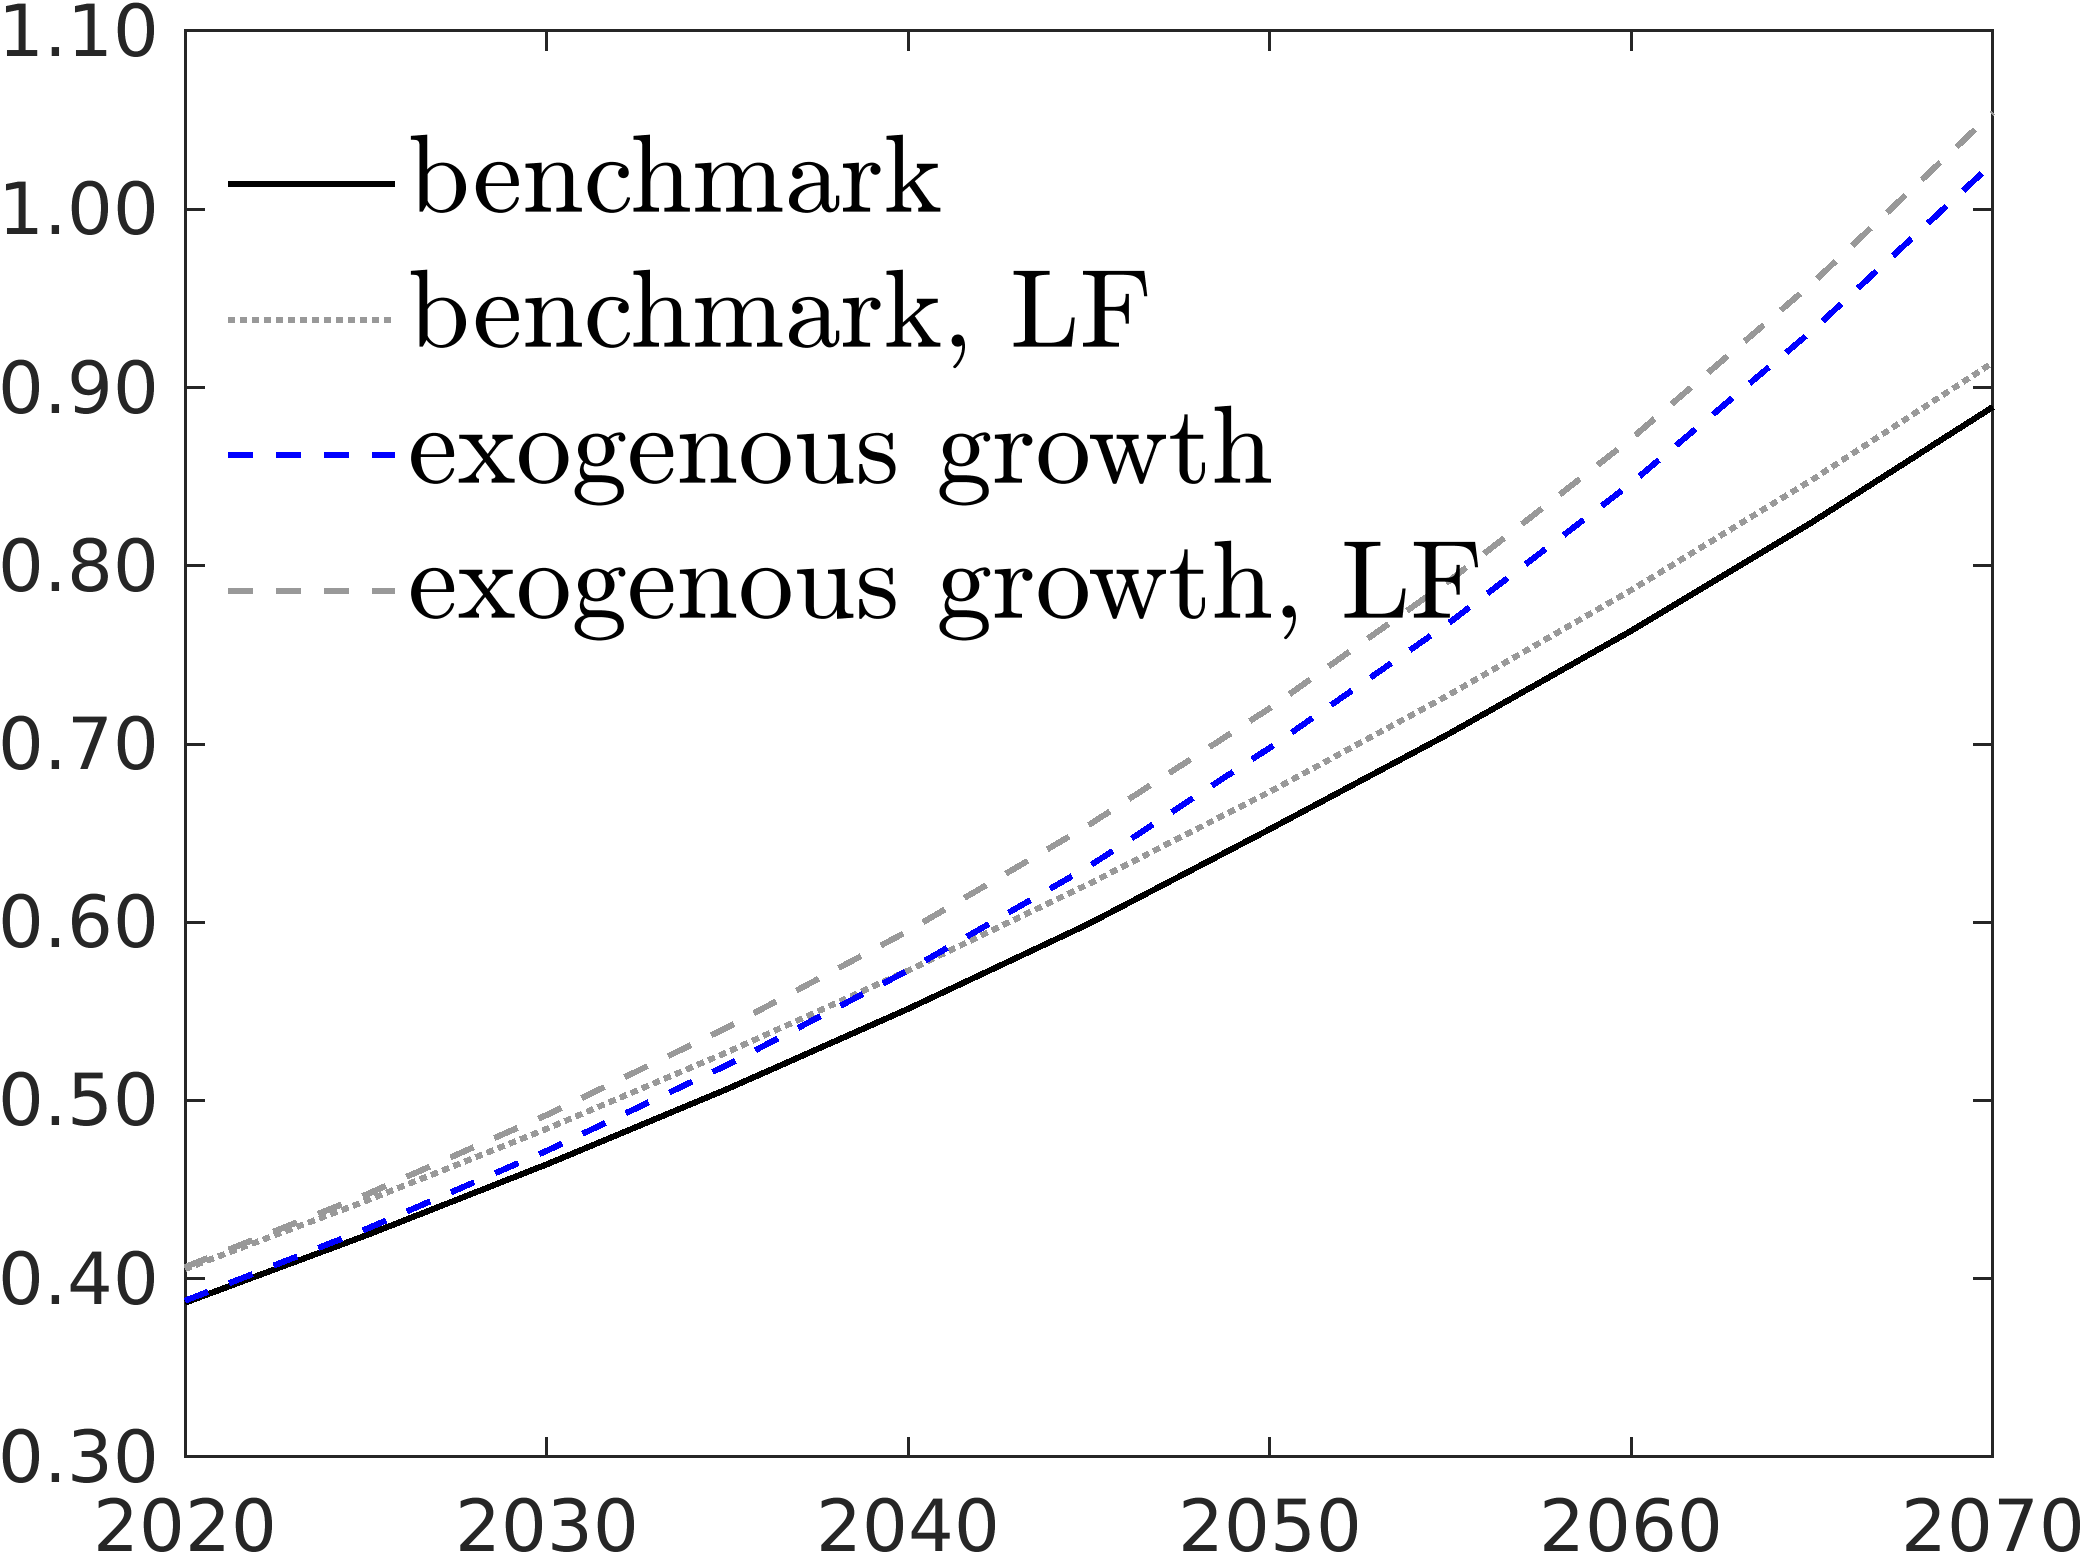 1.10
1.00
0.90
0.80
0.70
0.60
0.50
0.40
0.30
benchmark
benchmark, LF
exogenous growth
exogenous growth, LF
2020 2030 2040 2050 2060 2070